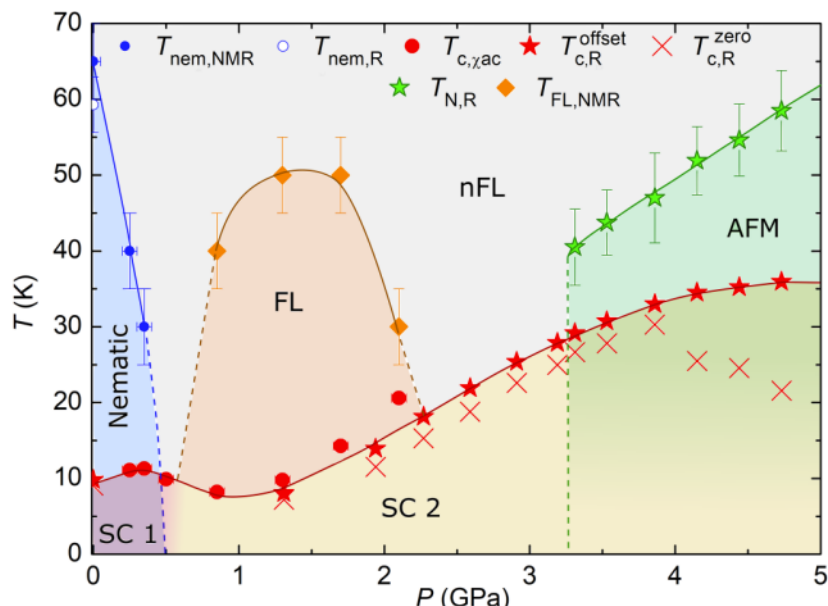 T_nem,NMR T_nem,R T_c,χac T_c,R^offset T_c,R^zero
T_N,R T_FL,NMR
70
60
50
40
30
20
10
0
T (K)
nFL
AFM
FL
Nematic
SC 1
SC 2
0 1 2 3 4 5
P (GPa)